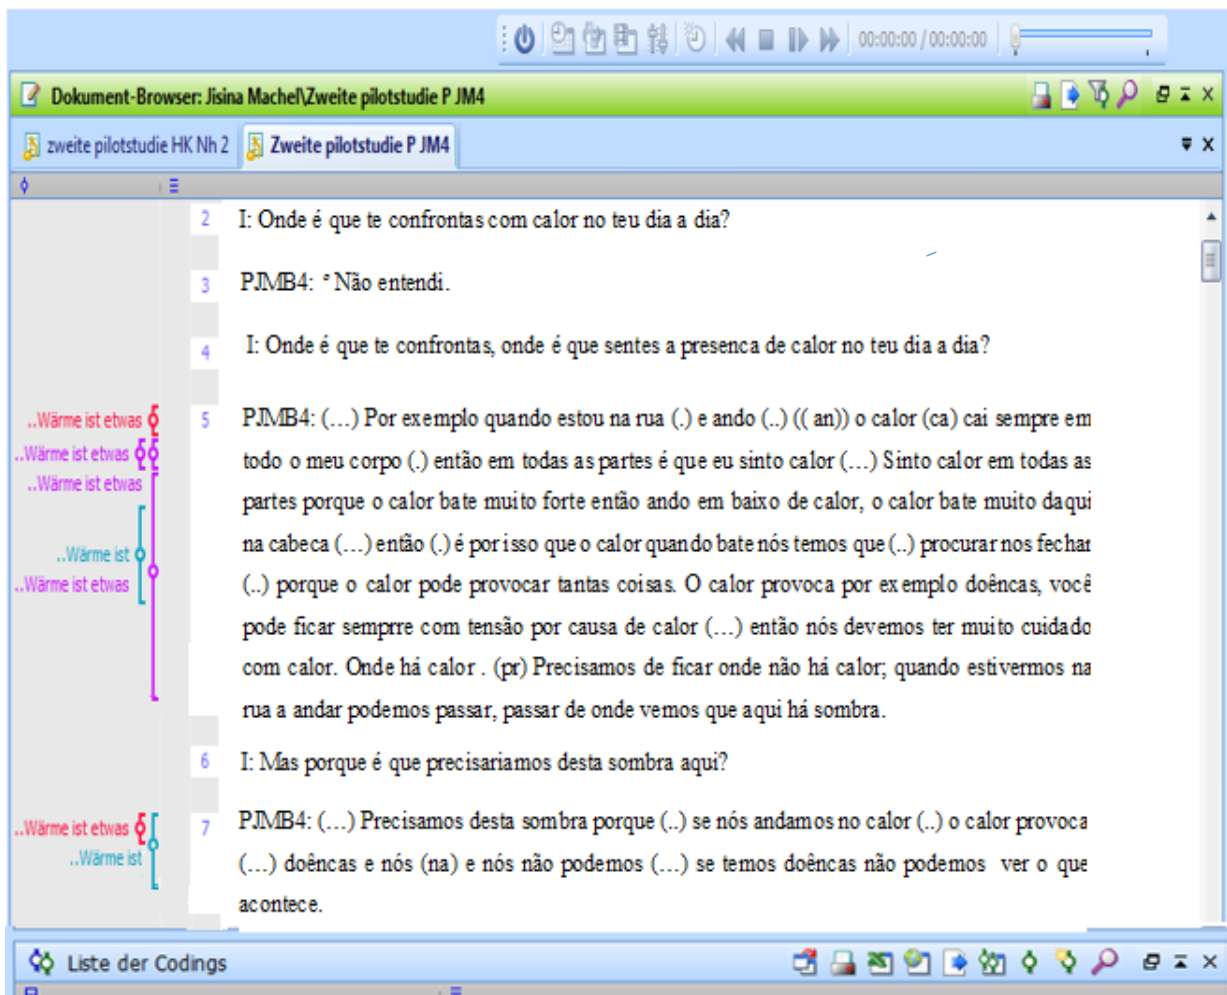 00:00:00 / 00:00:00
Dokument-Browser: Jisina Machel\Zweite pilotstudie P JM4
zweite pilotstudie HK Nh 2 Zweite pilotstudie P JM4
2 I: Onde é que te confrontas com calor no teu dia a dia?
3 PJMB4: ° Não entendi.
4 I: Onde é que te confrontas, onde é que sentes a presenca de calor no teu dia a dia?
..Wärme ist etwas 5 PJMB4: (…) Por exemplo quando estou na rua (.) e ando (..) (( an)) o calor (ca) cai sempre em
..Wärme ist etwas todo o meu corpo (.) então em todas as partes é que eu sinto calor (…) Sinto calor em todas as
..Wärme ist etwas partes porque o calor bate muito forte então ando em baixo de calor, o calor bate muito daqui
..Wärme ist na cabeca (…) então (.) é por isso que o calor quando bate nós temos que (..) procurar nos fechar
..Wärme ist etwas (..) porque o calor pode provocar tantas coisas. O calor provoca por exemplo doêncas, você
pode ficar semprre com tensão por causa de calor (…) então nós devemos ter muito cuidado
com calor. Onde há calor . (pr) Precisamos de ficar onde não há calor; quando estivermos na
rua a andar podemos passar, passar de onde vemos que aqui há sombra.
6 I: Mas porque é que precisariamos desta sombra aqui?
..Wärme ist etwas 7 PJMB4: (…) Precisamos desta sombra porque (..) se nós andamos no calor (..) o calor provoca
..Wärme ist (…) doêncas e nós (na) e nós não podemos (…) se temos doêncas não podemos ver o que
acontece.
Liste der Codings